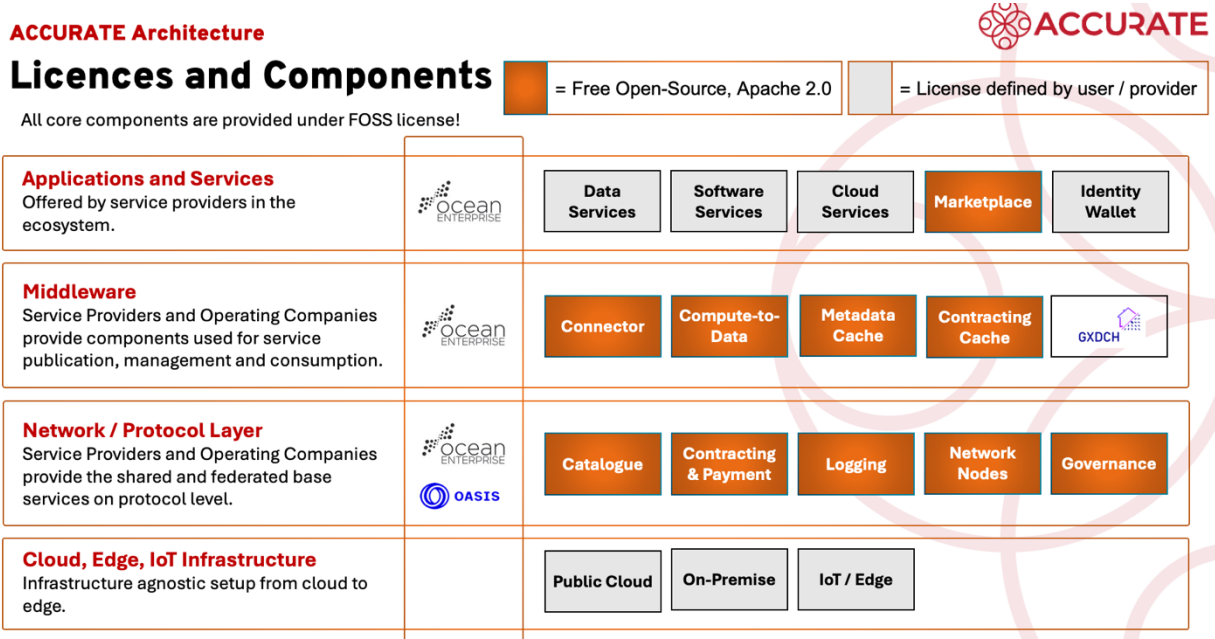 ACCURATE Architecture
ACCURATE
Licences and Components
= Free Open-Source, Apache 2.0
= License defined by user / provider
All core components are provided under FOSS license!
Applications and Services
Offered by service providers in the
ecosystem.
ocean
ENTERPRISE
Data
Services
Software
Services
Cloud
Services
Marketplace
Identity
Wallet
Middleware
Service Providers and Operating Companies
provide components used for service
publication, management and consumption.
ocean
ENTERPRISE
Connector
Compute-to-
Data
Metadata
Cache
Contracting
Cache
GXDCH
Network / Protocol Layer
Service Providers and Operating Companies
provide the shared and federated base
services on protocol level.
ocean
ENTERPRISE
OASIS
Catalogue
Contracting
& Payment
Logging
Network
Nodes
Governance
Cloud, Edge, IoT Infrastructure
Infrastructure agnostic setup from cloud to
edge.
Public Cloud
On-Premise
IoT / Edge